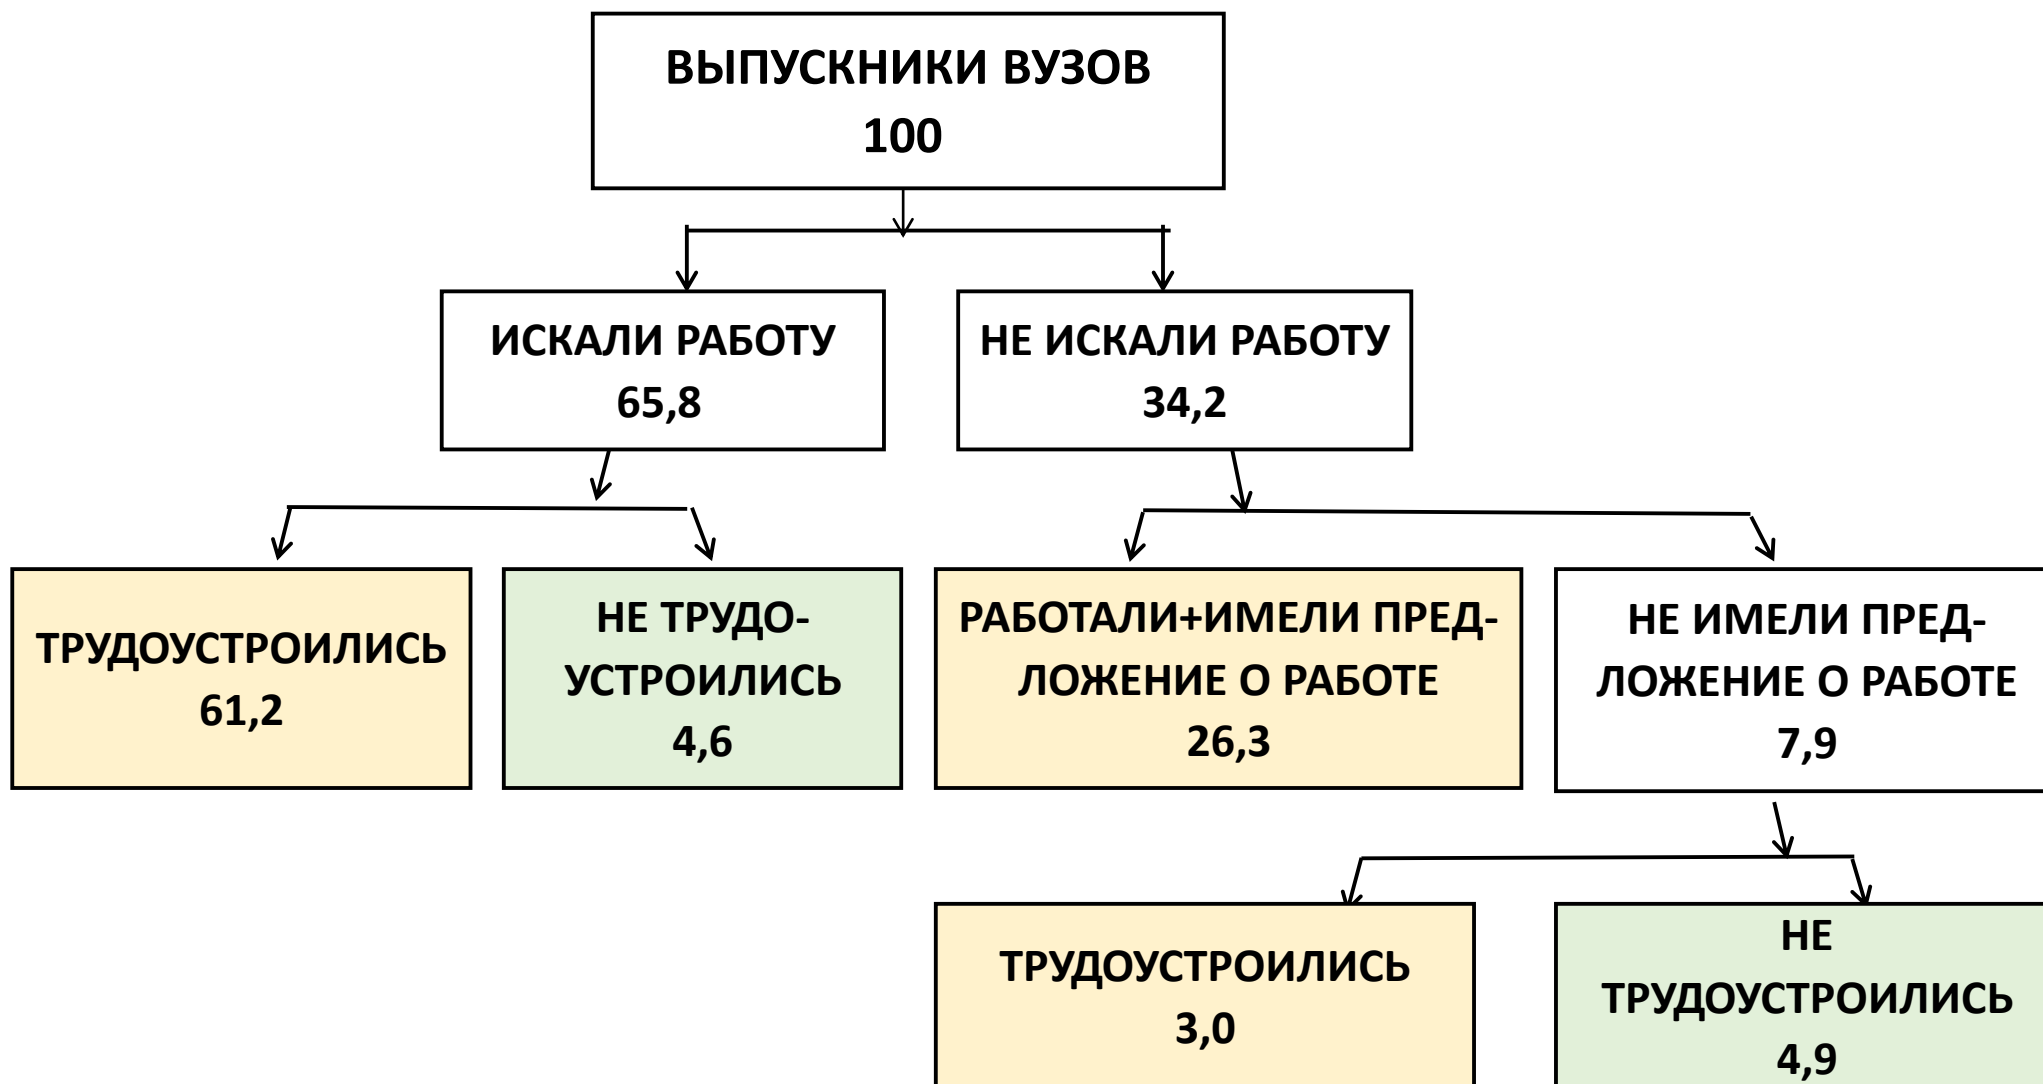 ВЫПУСКНИКИ ВУЗОВ
100
ИСКАЛИ РАБОТУ
65,8
НЕ ИСКАЛИ РАБОТУ
34,2
ТРУДОУСТРОИЛИСЬ
61,2
НЕ ТРУДО-
УСТРОИЛИСЬ
4,6
РАБОТАЛИ+ИМЕЛИ ПРЕД-
ЛОЖЕНИЕ О РАБОТЕ
26,3
НЕ ИМЕЛИ ПРЕД-
ЛОЖЕНИЕ О РАБОТЕ
7,9
ТРУДОУСТРОИЛИСЬ
3,0
НЕ
ТРУДОУСТРОИЛИСЬ
4,9